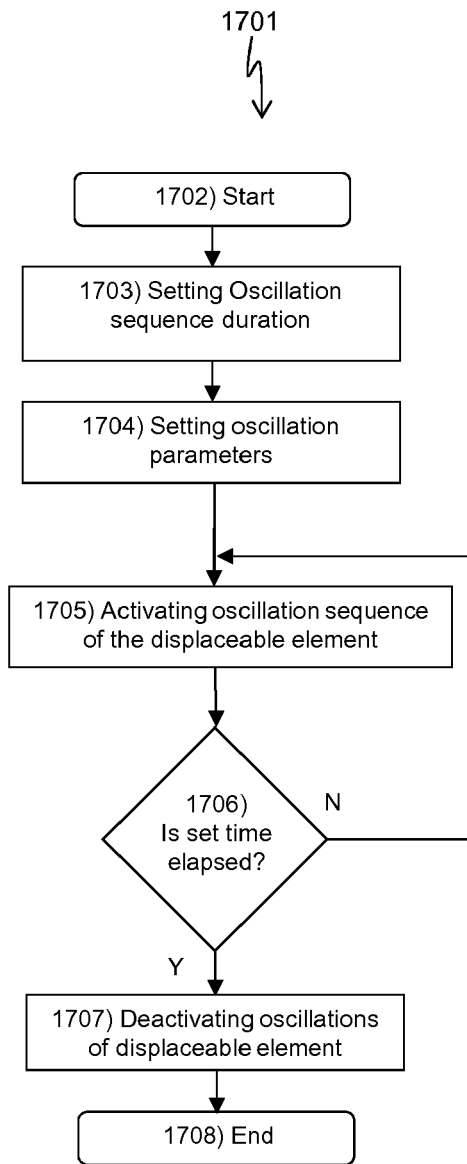 1701
1702) Start
1703) Setting Oscillation
sequence duration
1704) Setting oscillation
parameters
1705) Activating oscillation sequence
of the displaceable element
1706)
Is set time
elapsed?
N
Y
1707) Deactivating oscillations
of displaceable element
1708) End